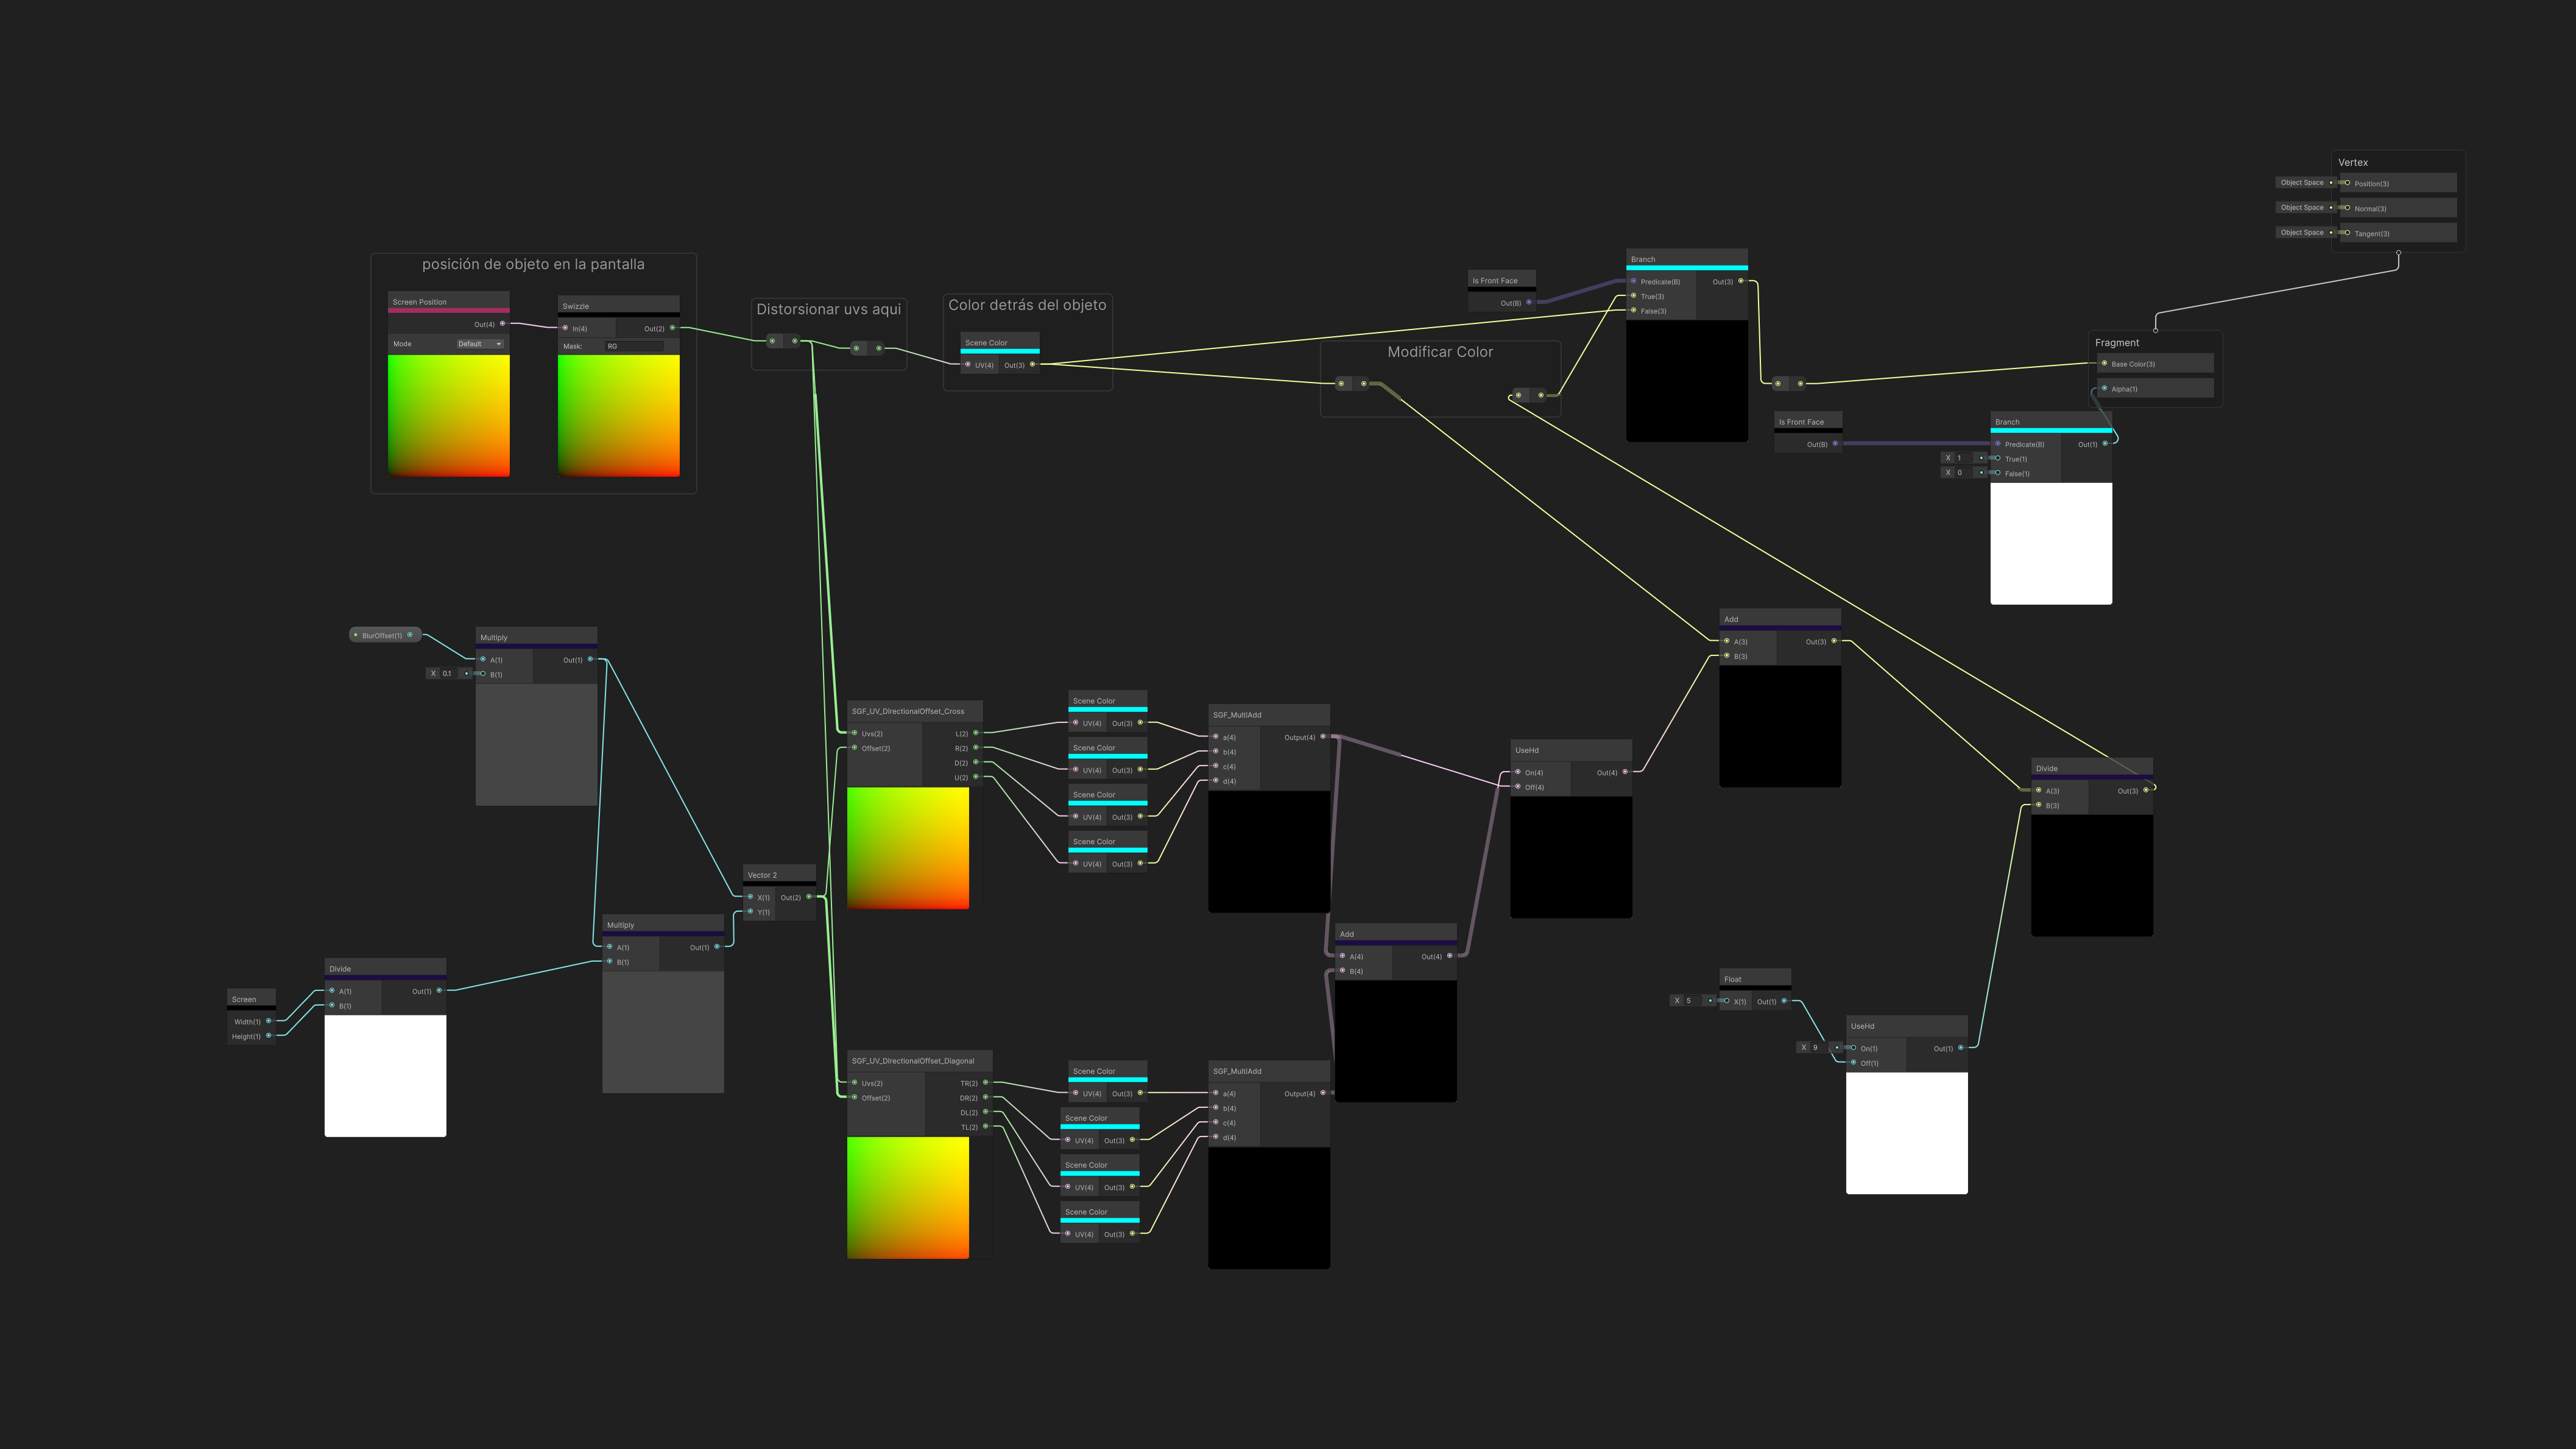 Vertex
Object Space
Position(3)
Object Space
Normal(3)
Object Space
Tangent(3)
posición de objeto en la pantalla
Screen Position
Out(4)
Mode
Default
Swizzle
In(4)
Out(2)
Mask:
RG
Distorsionar uvs aqui
Color detrás del objeto
Scene Color
UV(4)
Out(3)
Is Front Face
Out(B)
Branch
Predicate(B)
Out(3)
True(3)
False(3)
Modificar Color
Fragment
Base Color(3)
Alpha(1)
Is Front Face
Out(B)
Branch
Predicate(B)
Out(1)
X 1
True(1)
X 0
False(1)
BlurOffset(1)
Multiply
A(1)
Out(1)
X 0.1
B(1)
Add
A(3)
Out(3)
B(3)
SGF_UV_DirectionalOffset_Cross
Uvs(2)
L(2)
Offset(2)
R(2)
D(2)
U(2)
Scene Color
UV(4)
Out(3)
Scene Color
UV(4)
Out(3)
Scene Color
UV(4)
Out(3)
Scene Color
UV(4)
Out(3)
SGF_MultiAdd
a(4)
Output(4)
b(4)
c(4)
d(4)
UseHd
On(4)
Out(4)
Off(4)
Divide
A(3)
Out(3)
B(3)
Vector 2
X(1)
Out(2)
Y(1)
Multiply
A(1)
Out(1)
B(1)
Add
A(4)
Out(4)
B(4)
Screen
Width(1)
Height(1)
Divide
A(1)
Out(1)
B(1)
Float
X 5
X(1)
Out(1)
UseHd
X 9
On(1)
Out(1)
Off(1)
SGF_UV_DirectionalOffset_Diagonal
Uvs(2)
TR(2)
Offset(2)
DR(2)
DL(2)
TL(2)
Scene Color
UV(4)
Out(3)
Scene Color
UV(4)
Out(3)
Scene Color
UV(4)
Out(3)
Scene Color
UV(4)
Out(3)
SGF_MultiAdd
a(4)
Output(4)
b(4)
c(4)
d(4)